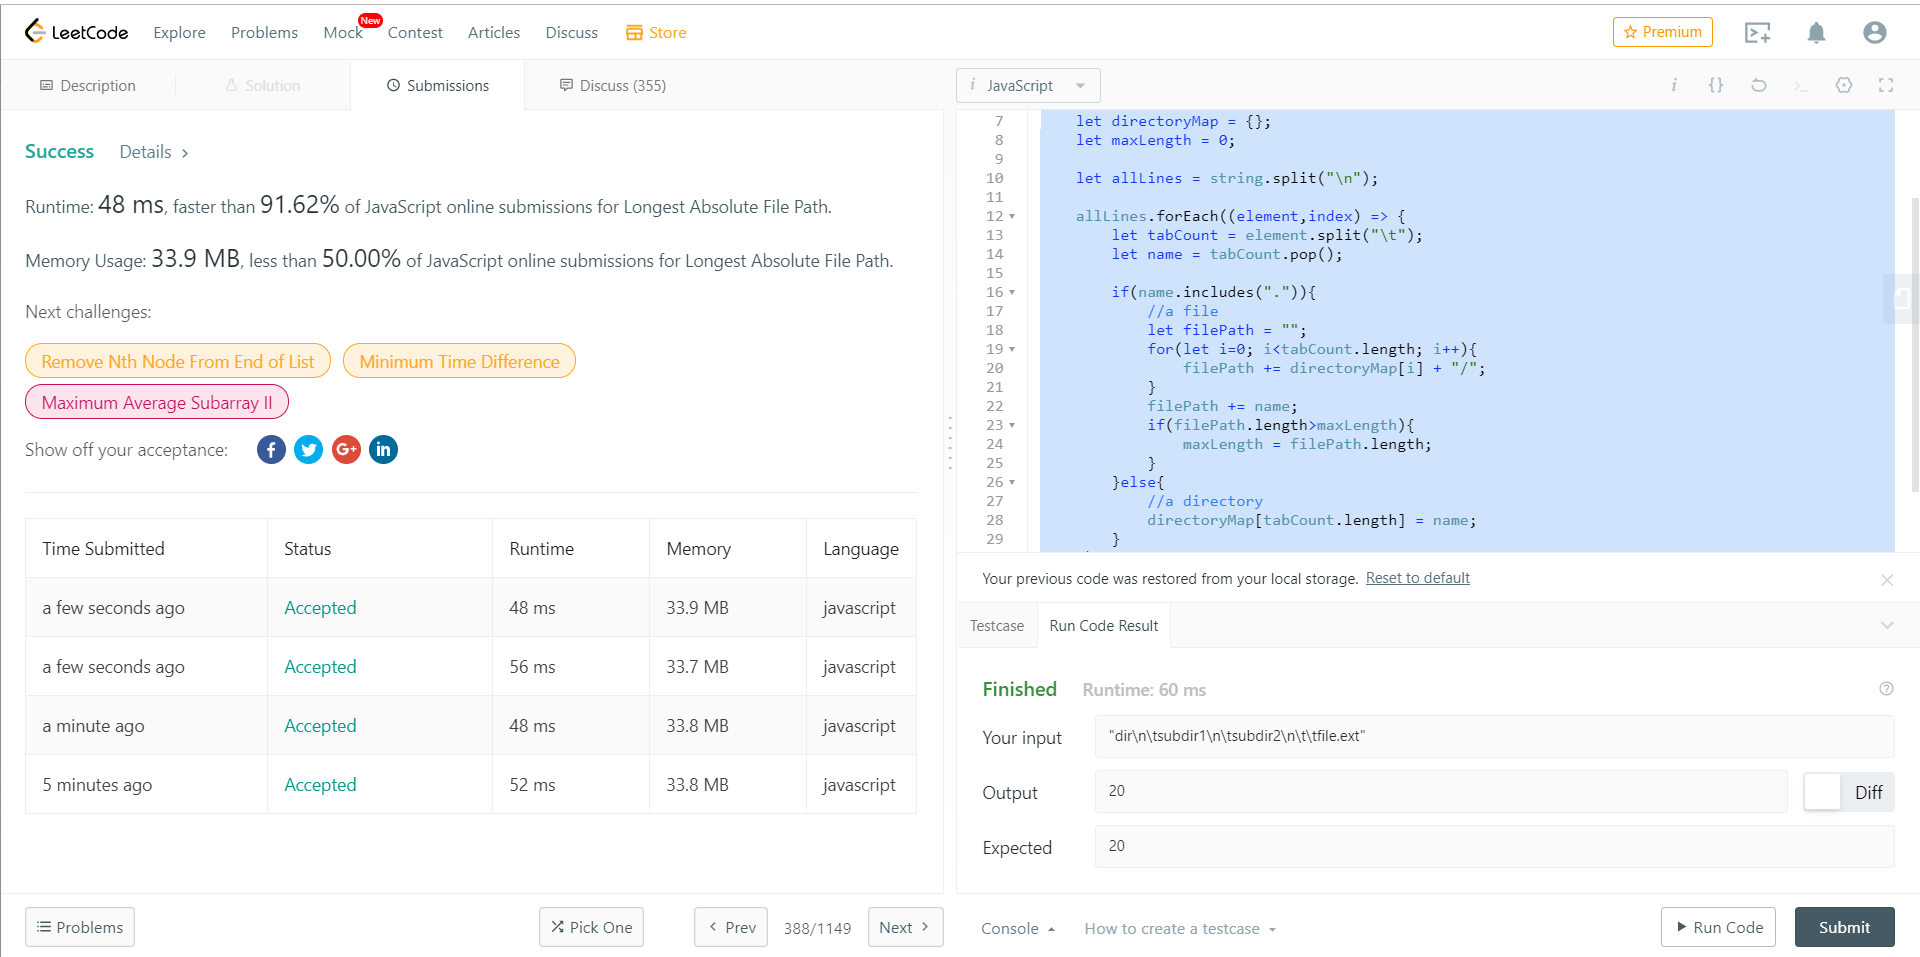 LeetCode Explore Problems Mock New Contest Articles Discuss Store Premium
Description Solution Submissions Discuss (355)
Success Details >
Runtime: 48 ms, faster than 91.62% of JavaScript online submissions for Longest Absolute File Path.
Memory Usage: 33.9 MB, less than 50.00% of JavaScript online submissions for Longest Absolute File Path.
Next challenges:
Remove Nth Node From End of List Minimum Time Difference
Maximum Average Subarray II
Show off your acceptance:
Time Submitted Status Runtime Memory Language
a few seconds ago Accepted 48 ms 33.9 MB javascript
a few seconds ago Accepted 56 ms 33.7 MB javascript
a minute ago Accepted 48 ms 33.8 MB javascript
5 minutes ago Accepted 52 ms 33.8 MB javascript
Problems Pick One < Prev 388/1149 Next >
i JavaScript
i {} >_
7 let directoryMap = {};
8 let maxLength = 0;
9
10 let allLines = string.split("\n");
11
12 allLines.forEach((element,index) => {
13 let tabCount = element.split("\t");
14 let name = tabCount.pop();
15
16 if(name.includes(".")){
17 //a file
18 let filePath = "";
19 for(let i=0; i<tabCount.length; i++){
20 filePath += directoryMap[i] + "/";
21 }
22 filePath += name;
23 if(filePath.length>maxLength){
24 maxLength = filePath.length;
25 }
26 }else{
27 //a directory
28 directoryMap[tabCount.length] = name;
29 }
Your previous code was restored from your local storage. Reset to default
Testcase Run Code Result
Finished Runtime: 60 ms
Your input "dir\n\tsubdir1\n\tsubdir2\n\t\tfile.ext"
Output 20 Diff
Expected 20
Console How to create a testcase Run Code Submit